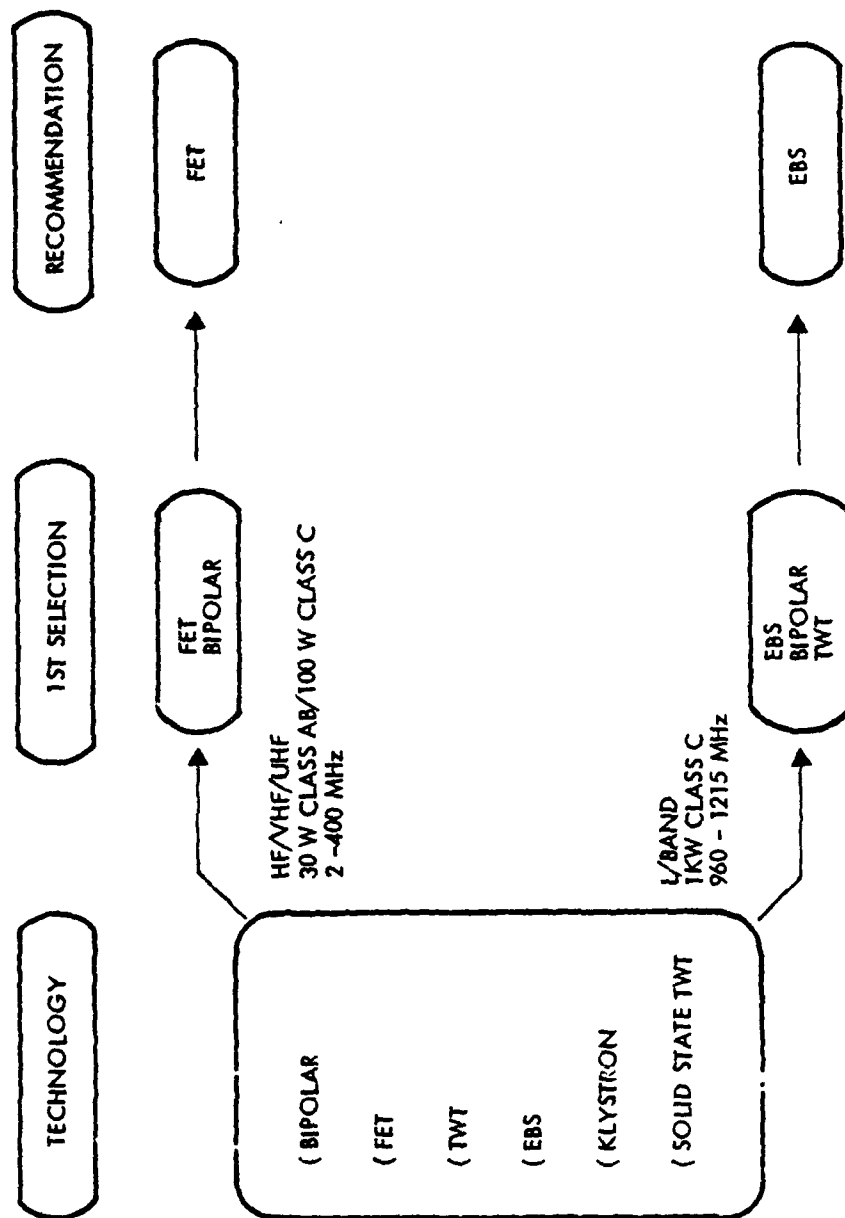 TECHNOLOGY
1ST SELECTION
RECOMMENDATION
( BIPOLAR
( FET
( TWT
( EBS
( KLYSTRON
( SOLID STATE TWT
FET
BIPOLAR
HF/VHF/UHF
30 W CLASS AB/100 W CLASS C
2 -400 MHz
FET
L/BAND
1KW CLASS C
960 - 1215 MHz
EBS
BIPOLAR
TWT
EBS